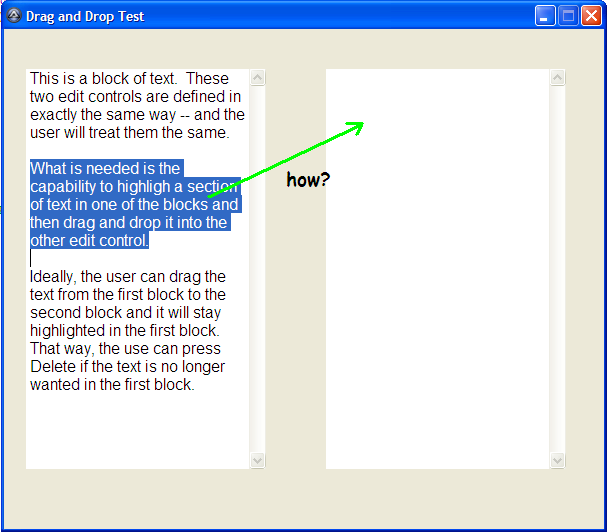 Drag and Drop Test
This is a block of text.  These
two edit controls are defined in
exactly the same way -- and the
user will treat them the same.
What is needed is the
capability to highligh a section
of text in one of the blocks and
then drag and drop it into the
other edit control.
how?
Ideally, the user can drag the
text from the first block to the
second block and it will stay
highlighted in the first block.
That way, the use can press
Delete if the text is no longer
wanted in the first block.